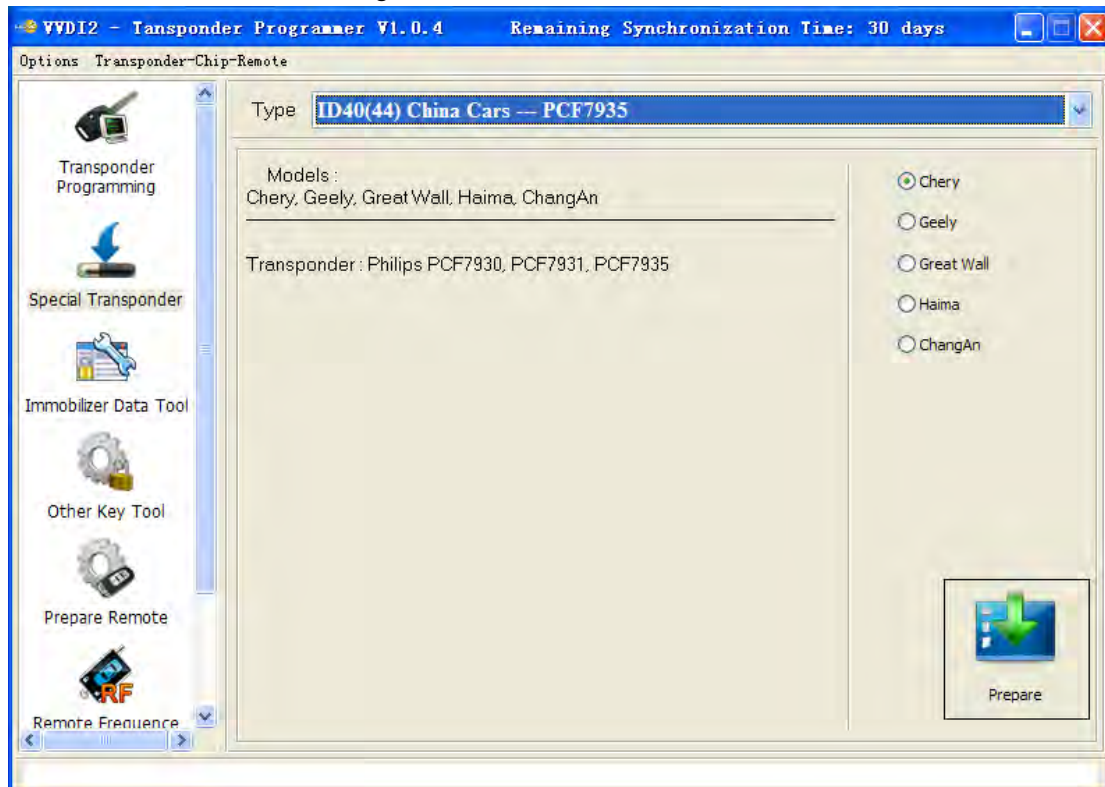 VVDI2 - Tansponder Programmer V1.0.4 Remaining Synchronization Time: 30 days
Options Transponder-Chip-Remote
Type ID40(44) China Cars --- PCF7935
Transponder
Programming
Special Transponder
Immobilizer Data Tool
Other Key Tool
Prepare Remote
RF
Remote Frequence
Models :
Chery, Geely, Great Wall, Haima, ChangAn
Transponder : Philips PCF7930, PCF7931, PCF7935
Chery
Geely
Great Wall
Haima
ChangAn
Prepare